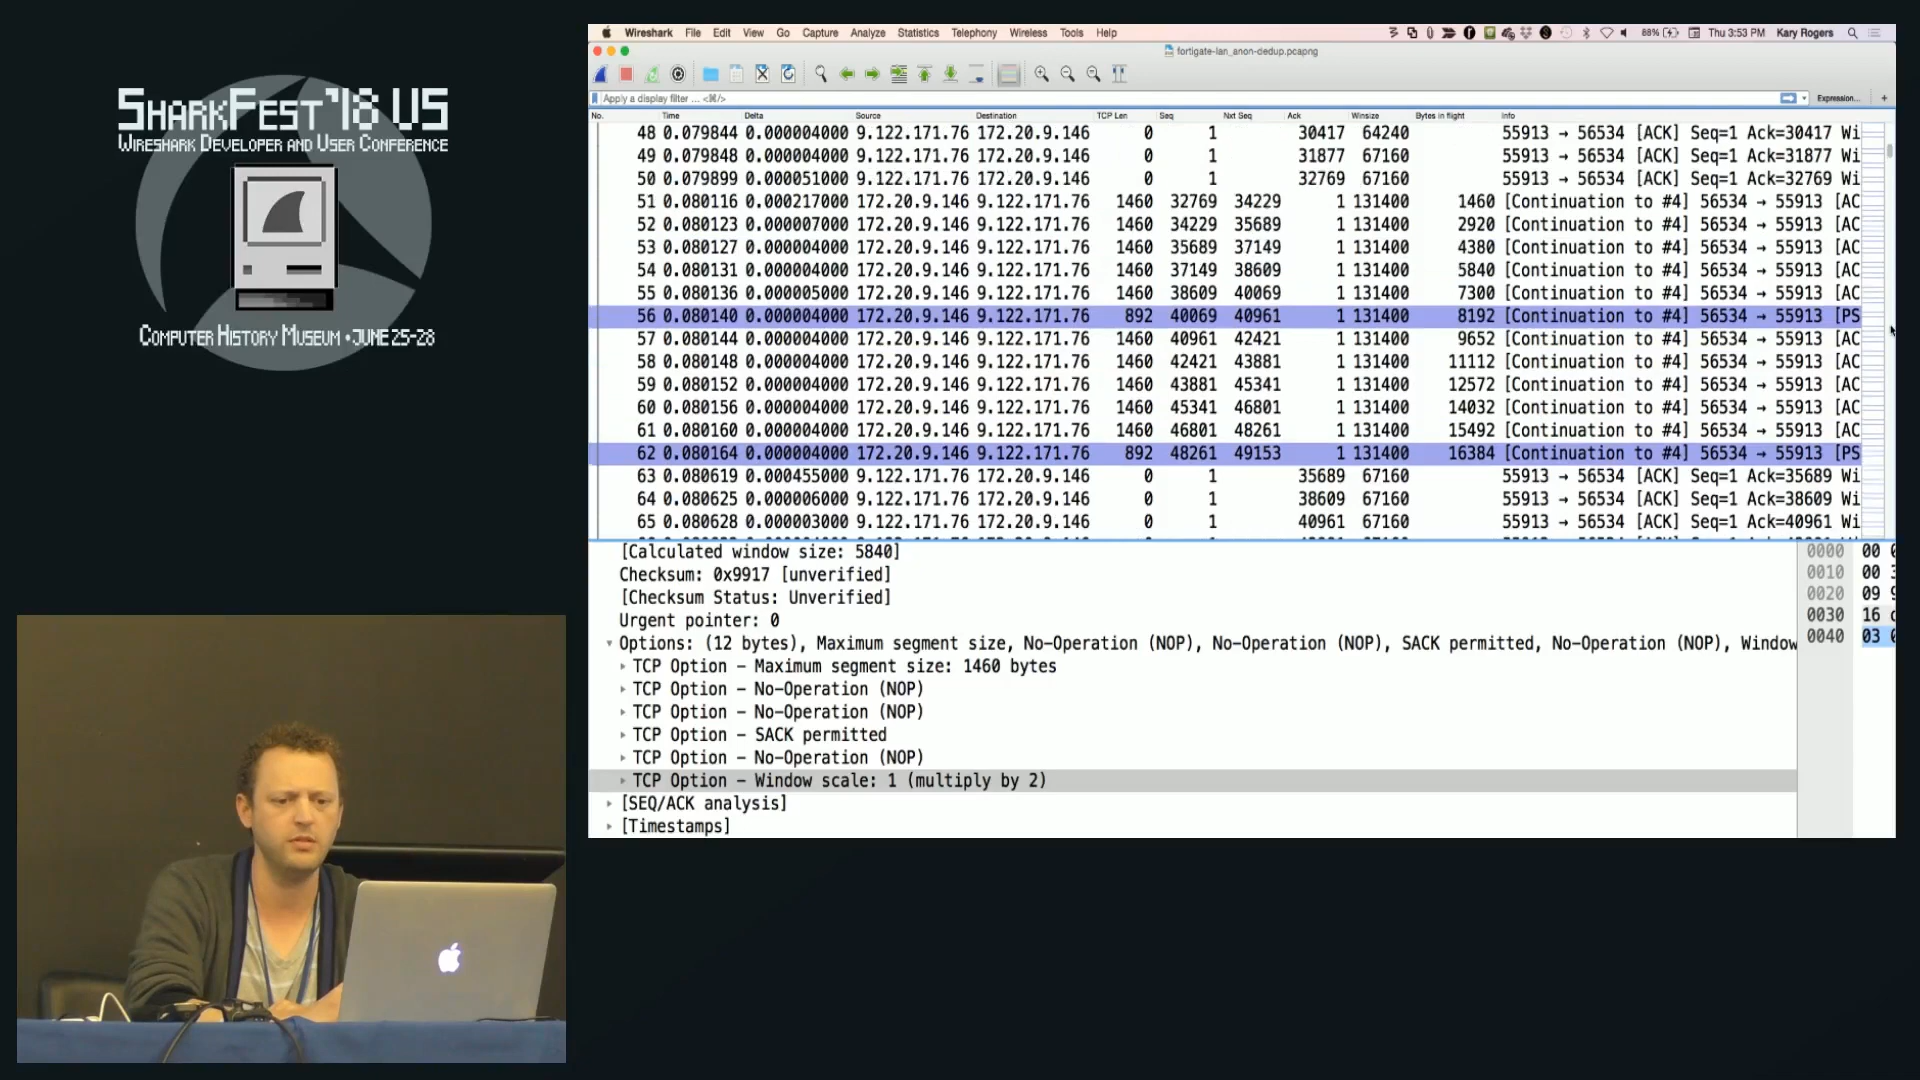 SHARKFEST '18 US
WIRESHARK DEVELOPER AND USER CONFERENCE
COMPUTER HISTORY MUSEUM • JUNE 25-28
Wireshark File Edit View Go Capture Analyze Statistics Telephony Wireless Tools Help 88% Thu 3:53 PM Kary Rogers
fortigate-lan_anon-dedup.pcapng
Apply a display filter ... <⌘/> Expression... +
No. Time Delta Source Destination TCP Len Seq Nxt Seq Ack Winsize Bytes in flight Info
48 0.079844 0.000004000 9.122.171.76 172.20.9.146 0 1 30417 64240 55913 → 56534 [ACK] Seq=1 Ack=30417 Wi
49 0.079848 0.000004000 9.122.171.76 172.20.9.146 0 1 31877 67160 55913 → 56534 [ACK] Seq=1 Ack=31877 Wi
50 0.079899 0.000051000 9.122.171.76 172.20.9.146 0 1 32769 67160 55913 → 56534 [ACK] Seq=1 Ack=32769 Wi
51 0.080116 0.000217000 172.20.9.146 9.122.171.76 1460 32769 34229 1 131400 1460 [Continuation to #4] 56534 → 55913 [AC
52 0.080123 0.000007000 172.20.9.146 9.122.171.76 1460 34229 35689 1 131400 2920 [Continuation to #4] 56534 → 55913 [AC
53 0.080127 0.000004000 172.20.9.146 9.122.171.76 1460 35689 37149 1 131400 4380 [Continuation to #4] 56534 → 55913 [AC
54 0.080131 0.000004000 172.20.9.146 9.122.171.76 1460 37149 38609 1 131400 5840 [Continuation to #4] 56534 → 55913 [AC
55 0.080136 0.000005000 172.20.9.146 9.122.171.76 1460 38609 40069 1 131400 7300 [Continuation to #4] 56534 → 55913 [AC
56 0.080140 0.000004000 172.20.9.146 9.122.171.76 892 40069 40961 1 131400 8192 [Continuation to #4] 56534 → 55913 [PS
57 0.080144 0.000004000 172.20.9.146 9.122.171.76 1460 40961 42421 1 131400 9652 [Continuation to #4] 56534 → 55913 [AC
58 0.080148 0.000004000 172.20.9.146 9.122.171.76 1460 42421 43881 1 131400 11112 [Continuation to #4] 56534 → 55913 [AC
59 0.080152 0.000004000 172.20.9.146 9.122.171.76 1460 43881 45341 1 131400 12572 [Continuation to #4] 56534 → 55913 [AC
60 0.080156 0.000004000 172.20.9.146 9.122.171.76 1460 45341 46801 1 131400 14032 [Continuation to #4] 56534 → 55913 [AC
61 0.080160 0.000004000 172.20.9.146 9.122.171.76 1460 46801 48261 1 131400 15492 [Continuation to #4] 56534 → 55913 [AC
62 0.080164 0.000004000 172.20.9.146 9.122.171.76 892 48261 49153 1 131400 16384 [Continuation to #4] 56534 → 55913 [PS
63 0.080619 0.000455000 9.122.171.76 172.20.9.146 0 1 35689 67160 55913 → 56534 [ACK] Seq=1 Ack=35689 Wi
64 0.080625 0.000006000 9.122.171.76 172.20.9.146 0 1 38609 67160 55913 → 56534 [ACK] Seq=1 Ack=38609 Wi
65 0.080628 0.000003000 9.122.171.76 172.20.9.146 0 1 40961 67160 55913 → 56534 [ACK] Seq=1 Ack=40961 Wi
[Calculated window size: 5840]
Checksum: 0x9917 [unverified]
[Checksum Status: Unverified]
Urgent pointer: 0
Options: (12 bytes), Maximum segment size, No-Operation (NOP), No-Operation (NOP), SACK permitted, No-Operation (NOP), Window
TCP Option – Maximum segment size: 1460 bytes
TCP Option – No-Operation (NOP)
TCP Option – No-Operation (NOP)
TCP Option – SACK permitted
TCP Option – No-Operation (NOP)
TCP Option – Window scale: 1 (multiply by 2)
[SEQ/ACK analysis]
[Timestamps]
0000 00
0010 00
0020 09
0030 16
0040 03